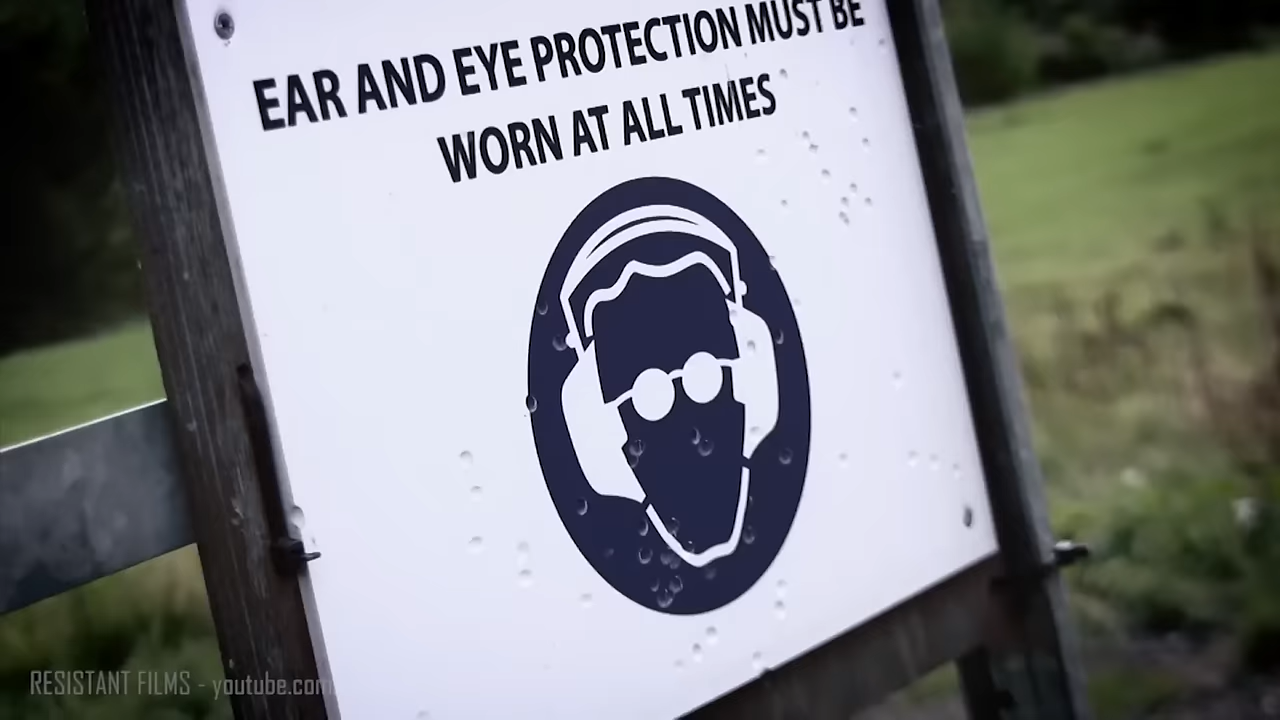 EAR AND EYE PROTECTION MUST BE
WORN AT ALL TIMES
RESISTANT FILMS - youtube.com